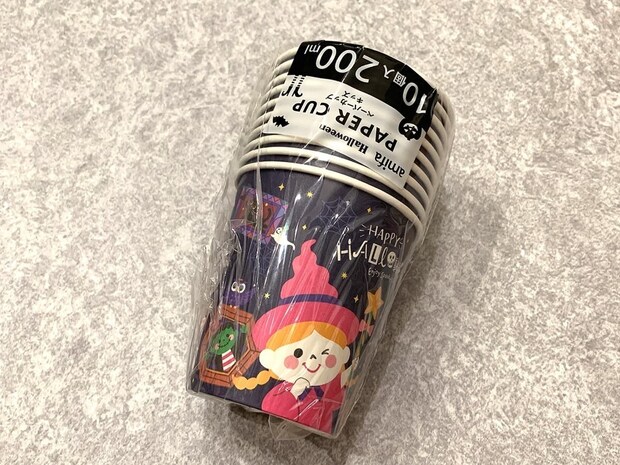 amifa Halloween
PAPER CUP
ペーパーカップ
キッズ
10個入 200ml
HAPPY
HALLO